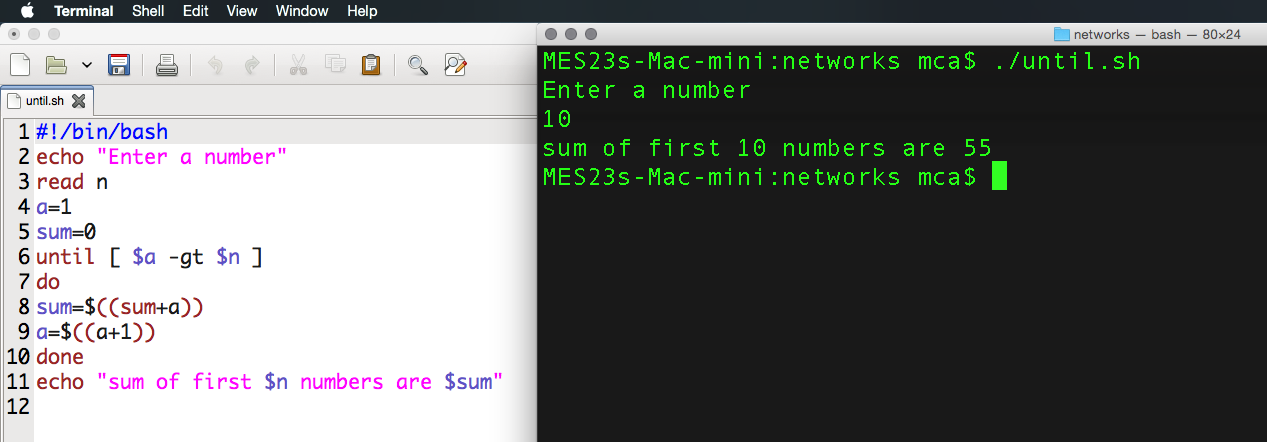 Terminal Shell Edit View Window Help
until.sh
1 #!/bin/bash
2 echo "Enter a number"
3 read n
4 a=1
5 sum=0
6 until [ $a -gt $n ]
7 do
8 sum=$((sum+a))
9 a=$((a+1))
10 done
11 echo "sum of first $n numbers are $sum"
12
networks — bash — 80×24
MES23s-Mac-mini:networks mca$ ./until.sh
Enter a number
10
sum of first 10 numbers are 55
MES23s-Mac-mini:networks mca$